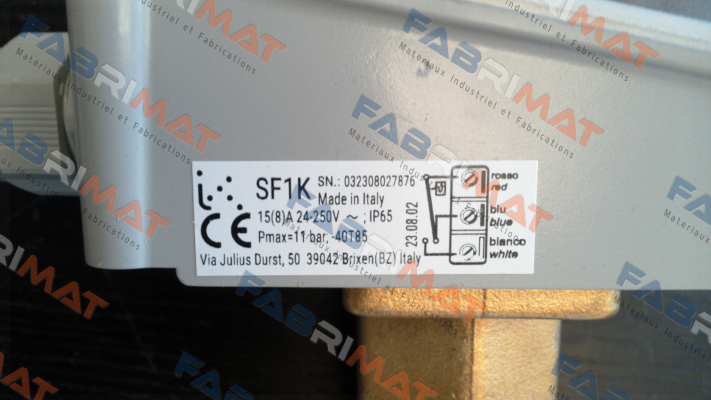 SF1K SN.: 032308027876
Made in Italy
CE 15(8)A 24-250V ~ ; IP65
Pmax=11 bar; -40T85
Via Julius Durst, 50 39042 Brixen(BZ) Italy
23.08.02
rosso
red
blu
blue
bianco
white
FABRIMAT
Matériaux Industriel et Fabrications